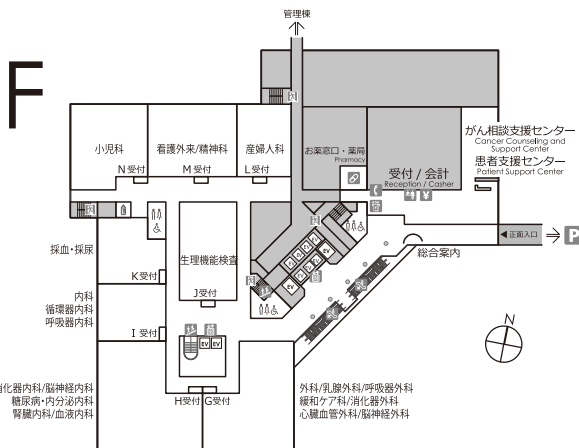 F
管理棟
小児科
看護外来/精神科
産婦人科
N受付
M受付
L受付
お薬窓口・薬局
Pharmacy
受付 / 会計
Reception / Casher
がん相談支援センター
Cancer Counseling and
Support Center
患者支援センター
Patient Support Center
正面入口
P
総合案内
採血・採尿
生理機能検査
K受付
J受付
内科
循環器内科
呼吸器内科
I受付
EV
EV
EV
EV
N
消化器内科/脳神経内科
糖尿病・内分泌内科
腎臓内科/血液内科
H受付
G受付
外科/乳腺外科/呼吸器外科
緩和ケア科/消化器外科
心臓血管外科/脳神経外科